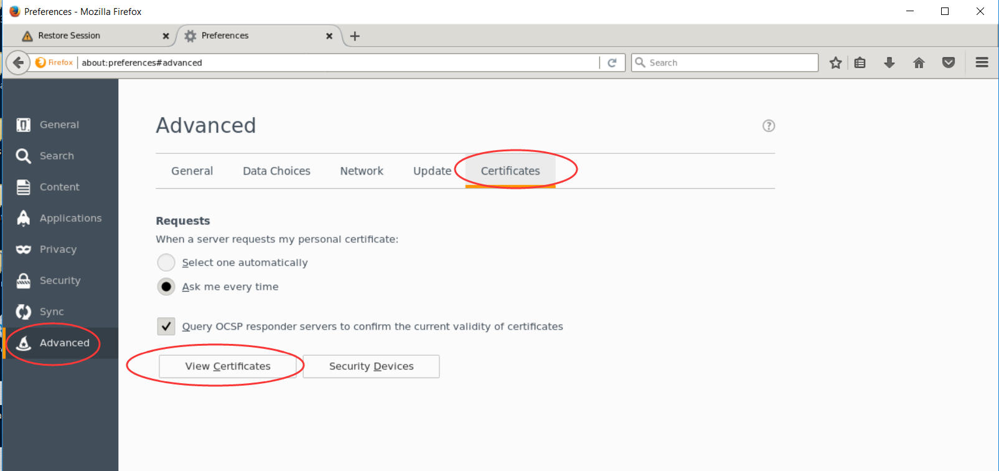 Preferences - Mozilla Firefox
Restore Session
Preferences
Firefox
about:preferences#advanced
Search
General
Search
Content
Applications
Privacy
Security
Sync
Advanced
Advanced
?
General Data Choices Network Update Certificates
Requests
When a server requests my personal certificate:
Select one automatically
Ask me every time
Query OCSP responder servers to confirm the current validity of certificates
View Certificates Security Devices